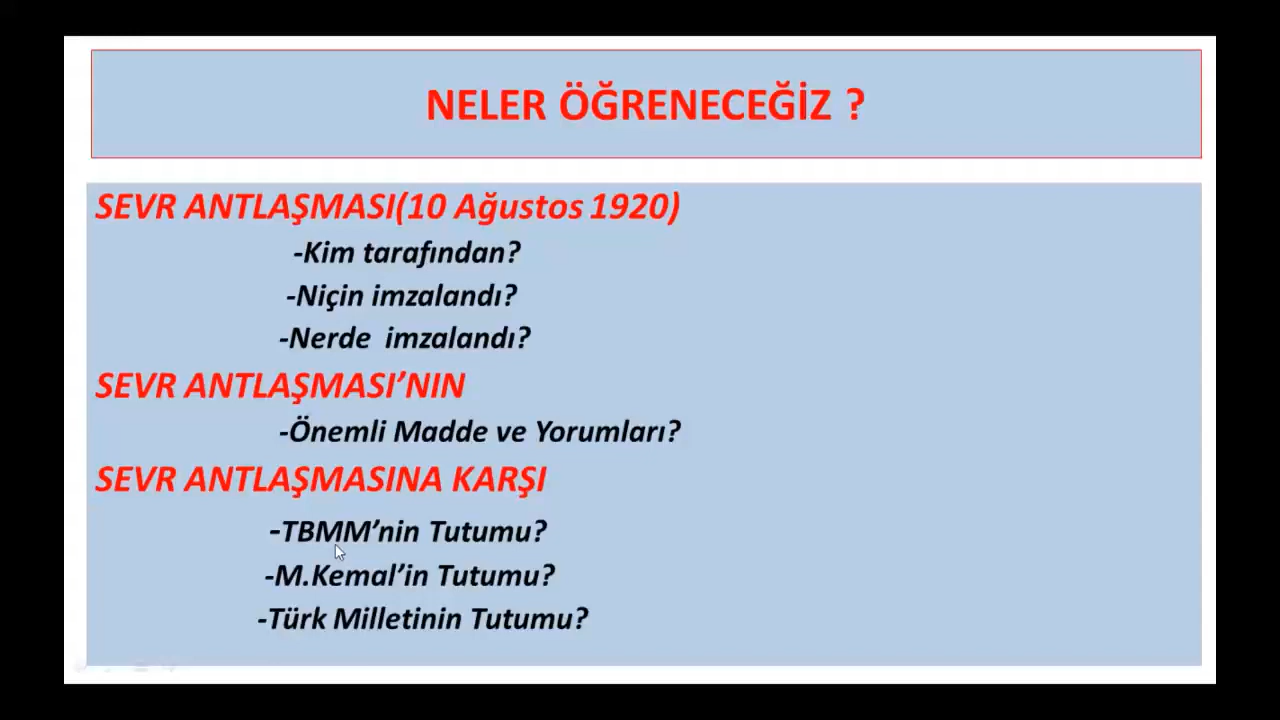 NELER ÖĞRENECEĞİZ ?
SEVR ANTLAŞMASI(10 Ağustos 1920)
-Kim tarafından?
-Niçin imzalandı?
-Nerde imzalandı?
SEVR ANTLAŞMASI’NIN
-Önemli Madde ve Yorumları?
SEVR ANTLAŞMASINA KARŞI
-TBMM’nin Tutumu?
-M.Kemal’in Tutumu?
-Türk Milletinin Tutumu?